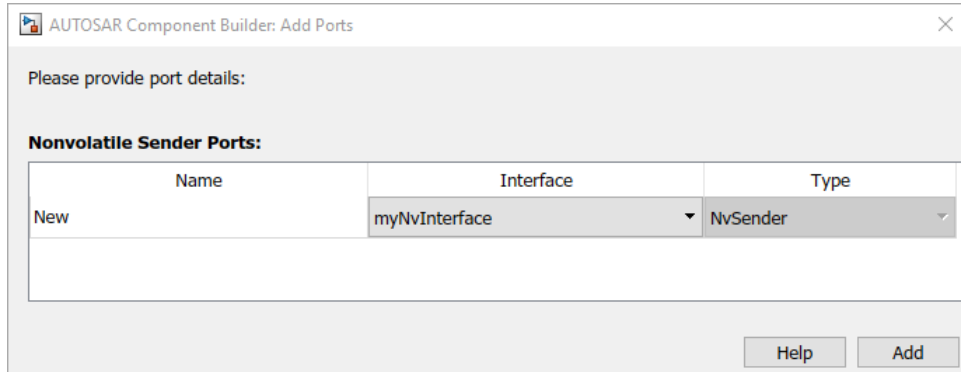 AUTOSAR Component Builder: Add Ports
Please provide port details:
Nonvolatile Sender Ports:
Name Interface Type
New myNvInterface NvSender
Help Add